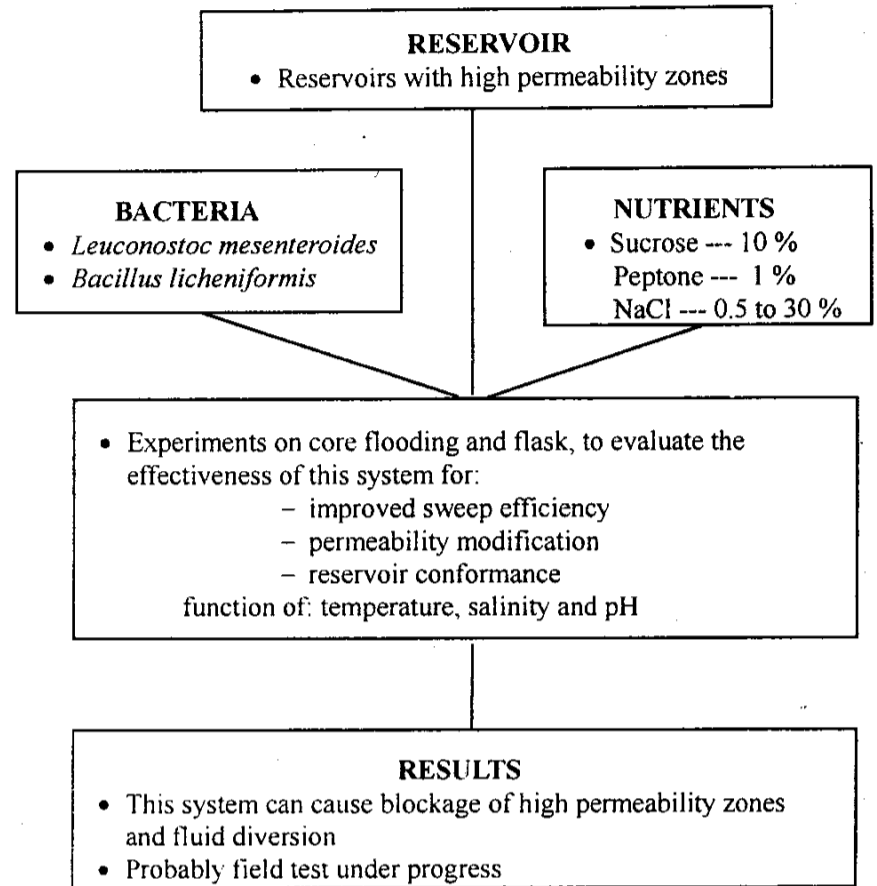 RESERVOIR
• Reservoirs with high permeability zones
BACTERIA
• Leuconostoc mesenteroides
• Bacillus licheniformis
NUTRIENTS
• Sucrose --- 10 %
Peptone --- 1 %
NaCl --- 0.5 to 30 %
• Experiments on core flooding and flask, to evaluate the
effectiveness of this system for:
– improved sweep efficiency
– permeability modification
– reservoir conformance
function of: temperature, salinity and pH
RESULTS
• This system can cause blockage of high permeability zones
and fluid diversion
• Probably field test under progress